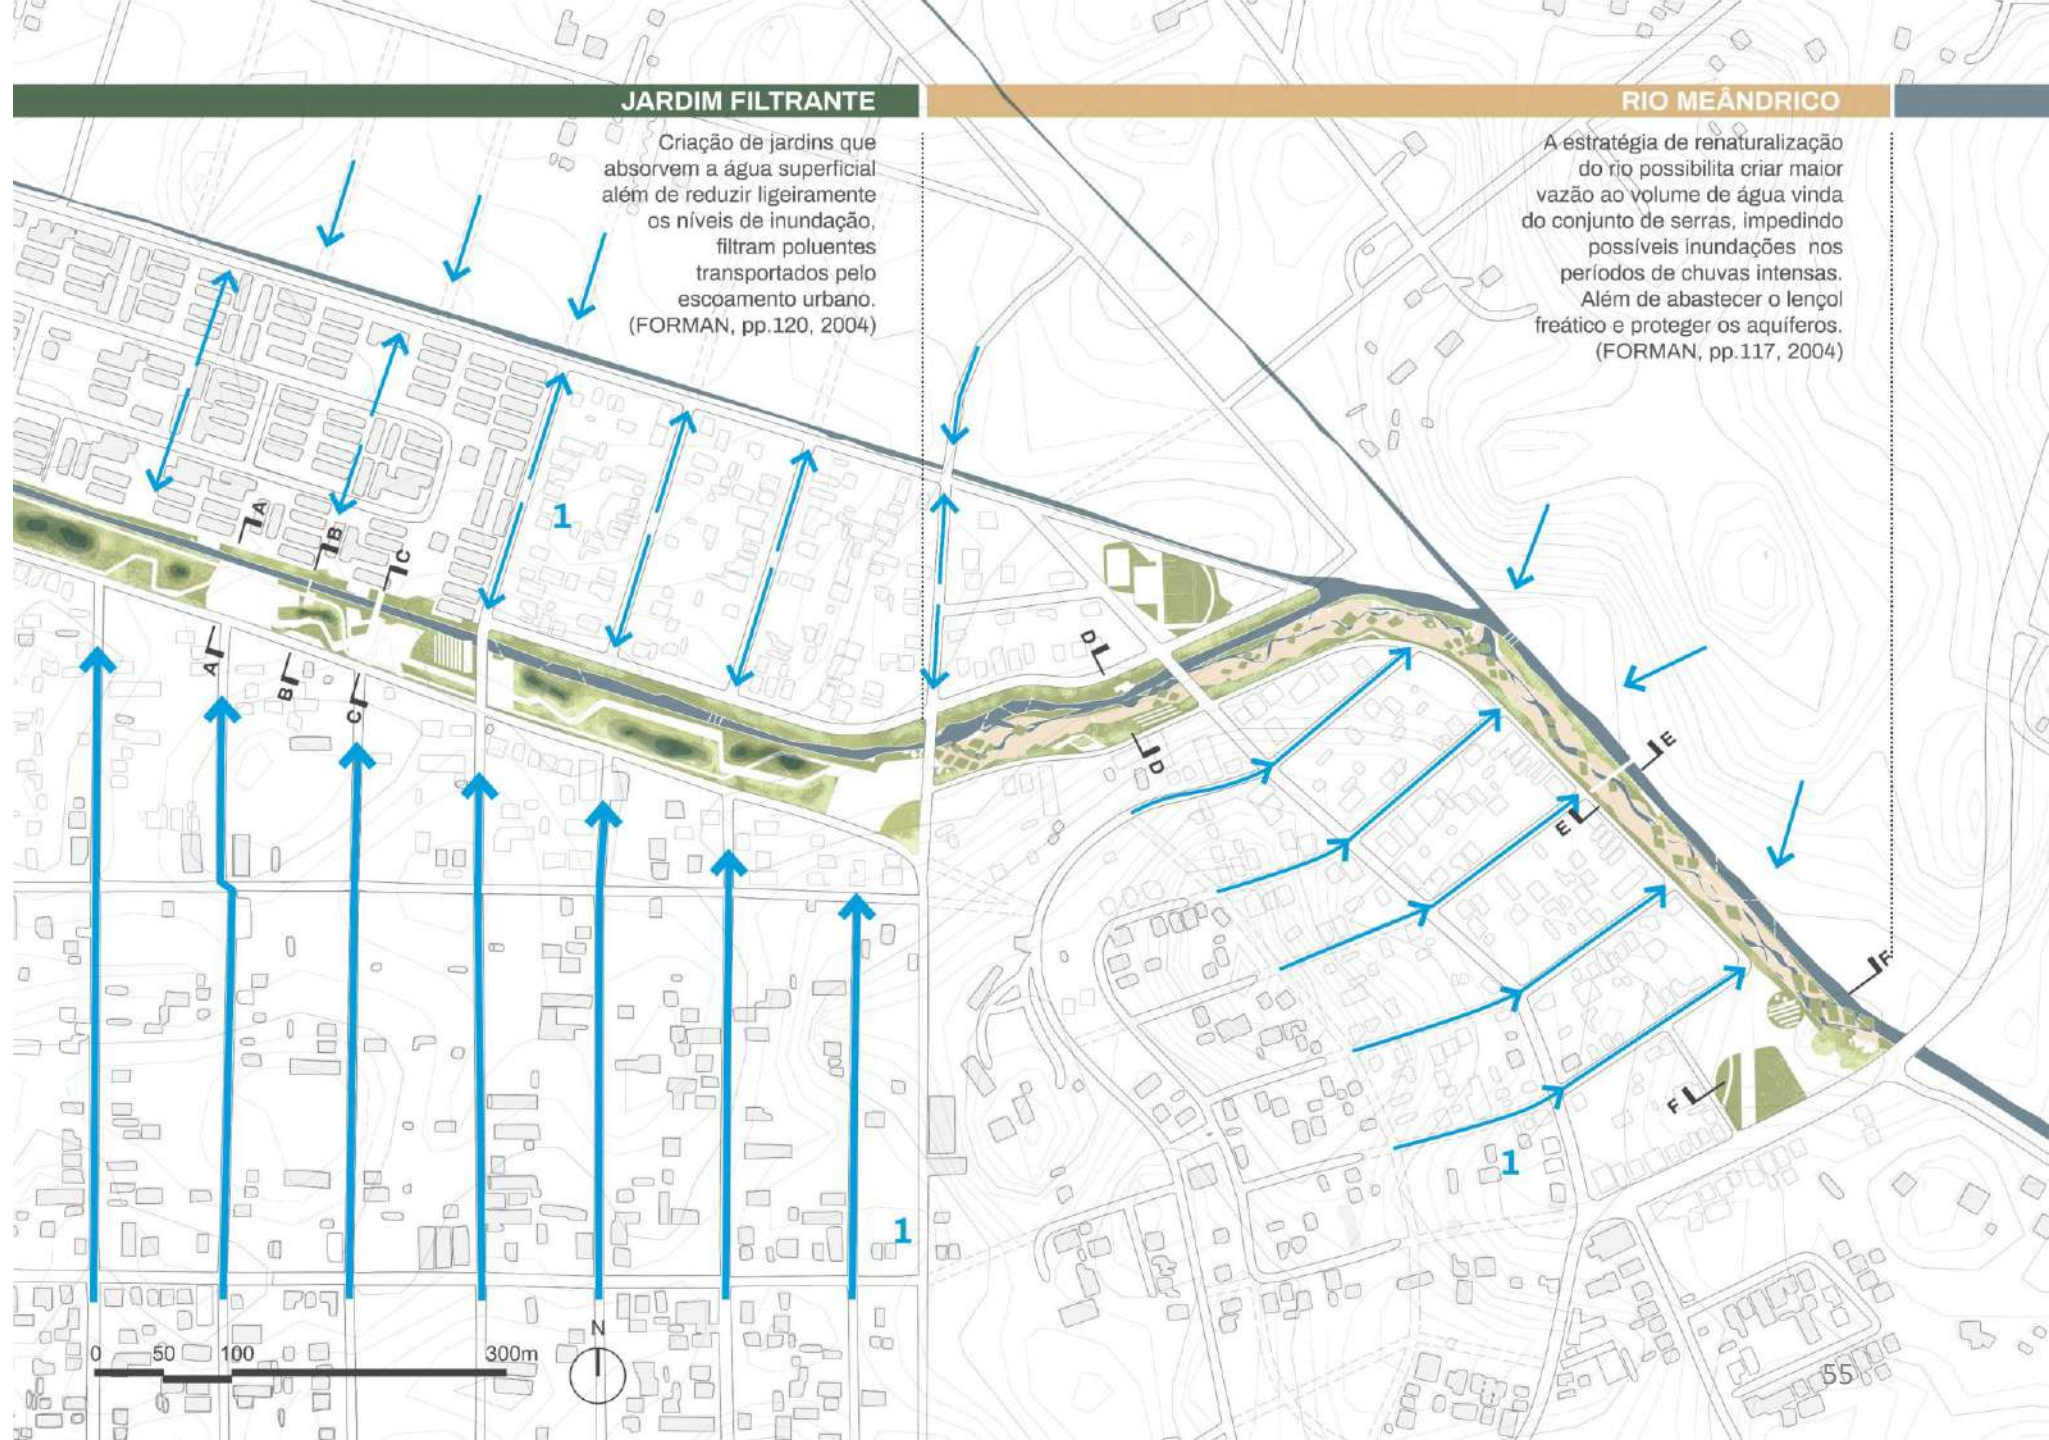 JARDIM FILTRANTE
Criação de jardins que
absorvem a água superficial
além de reduzir ligeiramente
os níveis de inundação,
filtram poluentes
transportados pelo
escoamento urbano.
(FORMAN, pp.120, 2004)
RIO MEÂNDRICO
A estratégia de renaturalização
do rio possibilita criar maior
vazão ao volume de água vinda
do conjunto de serras, impedindo
possíveis inundações nos
períodos de chuvas intensas.
Além de abastecer o lençol
freático e proteger os aquíferos.
(FORMAN, pp.117, 2004)
A
B
C
1
A
B
C
D
D
E
E
F
F
1
1
0 50 100 300m
N
55